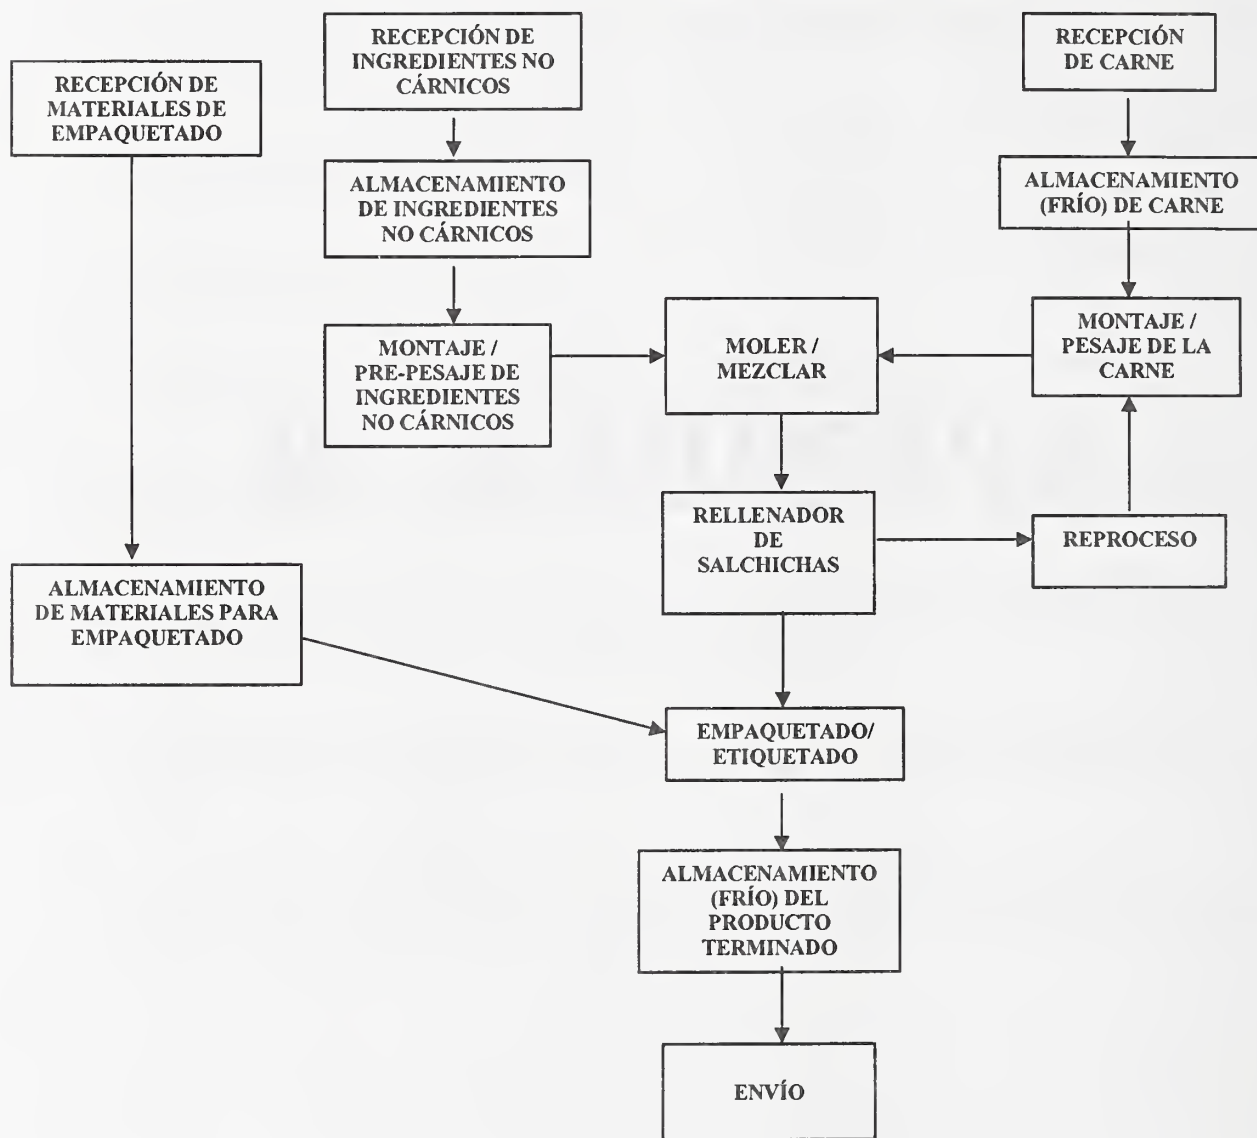 RECEPCIÓN DE
MATERIALES DE
EMPAQUETADO
RECEPCIÓN DE
INGREDIENTES NO
CÁRNICOS
RECEPCIÓN
DE CARNE
ALMACENAMIENTO
DE INGREDIENTES
NO CÁRNICOS
ALMACENAMIENTO
(FRÍO) DE CARNE
MONTAJE /
PRE-PESAJE DE
INGREDIENTES
NO CÁRNICOS
MOLER /
MEZCLAR
MONTAJE /
PESAJE DE LA
CARNE
RELLENADOR
DE
SALCHICHAS
REPROCESO
ALMACENAMIENTO
DE MATERIALES PARA
EMPAQUETADO
EMPAQUETADO/
ETIQUETADO
ALMACENAMIENTO
(FRÍO) DEL
PRODUCTO
TERMINADO
ENVÍO